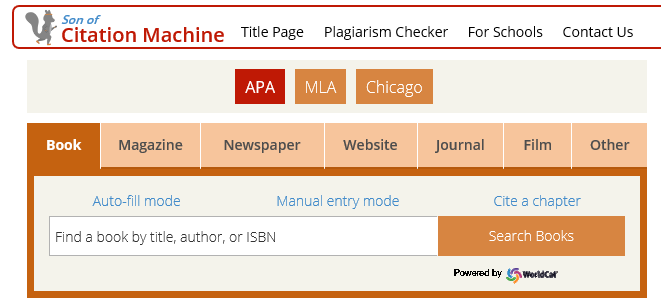 Son of
Citation Machine Title Page Plagiarism Checker For Schools Contact Us
APA MLA Chicago
Book Magazine Newspaper Website Journal Film Other
Auto-fill mode Manual entry mode Cite a chapter
Find a book by title, author, or ISBN Search Books
Powered by WorldCat